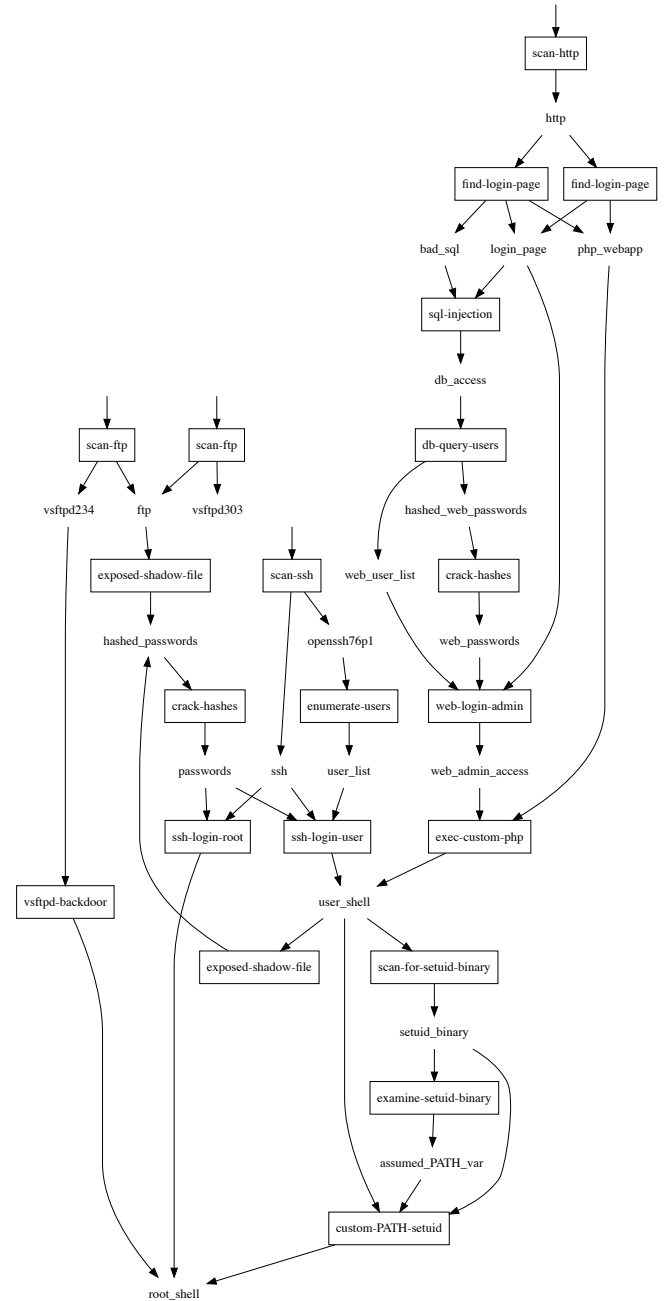 scan-http
http
find-login-page find-login-page
bad_sql login_page php_webapp
sql-injection
db_access
scan-ftp scan-ftp db-query-users
vsftpd234 ftp vsftpd303 hashed_web_passwords
exposed-shadow-file scan-ssh web_user_list crack-hashes
hashed_passwords openssh76p1 web_passwords
crack-hashes enumerate-users web-login-admin
passwords ssh user_list web_admin_access
ssh-login-root ssh-login-user exec-custom-php
vsftpd-backdoor user_shell
exposed-shadow-file scan-for-setuid-binary
setuid_binary
examine-setuid-binary
assumed_PATH_var
custom-PATH-setuid
root_shell